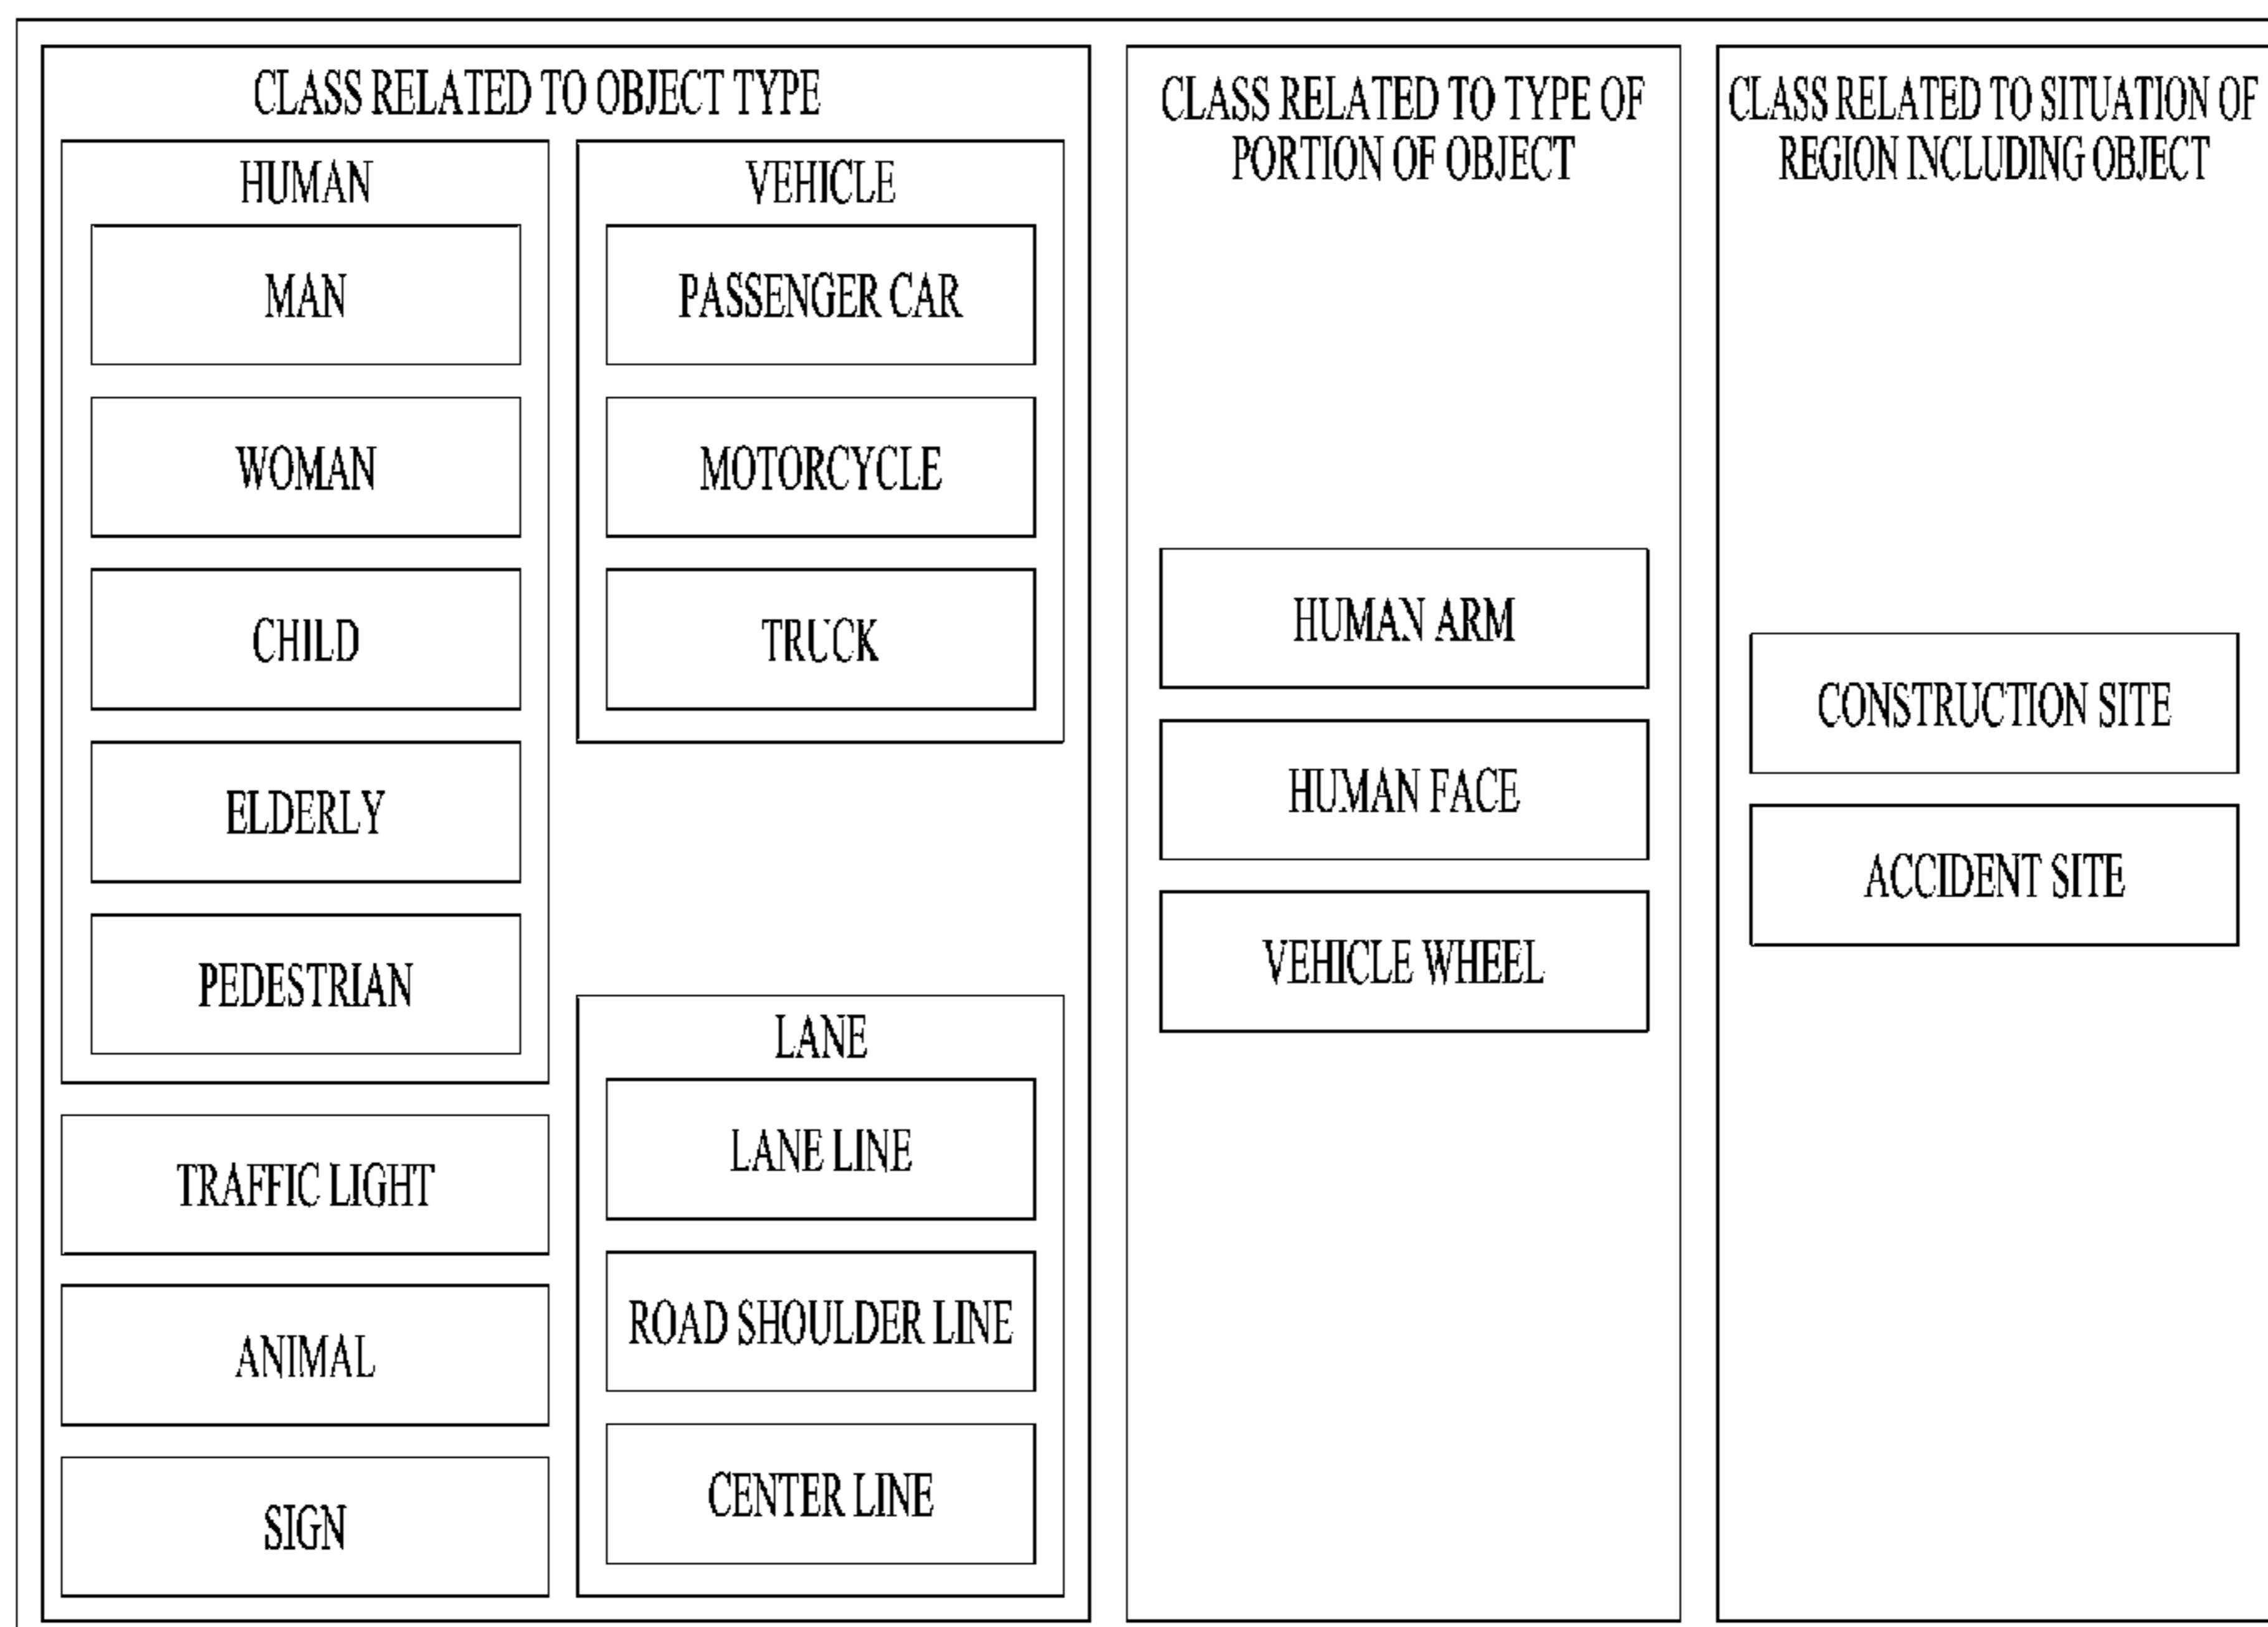 CLASS RELATED TO OBJECT TYPE
HUMAN
MAN
WOMAN
CHILD
ELDERLY
PEDESTRIAN
TRAFFIC LIGHT
ANIMAL
SIGN
VEHICLE
PASSENGER CAR
MOTORCYCLE
TRUCK
LANE
LANE LINE
ROAD SHOULDER LINE
CENTER LINE
CLASS RELATED TO TYPE OF
PORTION OF OBJECT
HUMAN ARM
HUMAN FACE
VEHICLE WHEEL
CLASS RELATED TO SITUATION OF
REGION INCLUDING OBJECT
CONSTRUCTION SITE
ACCIDENT SITE